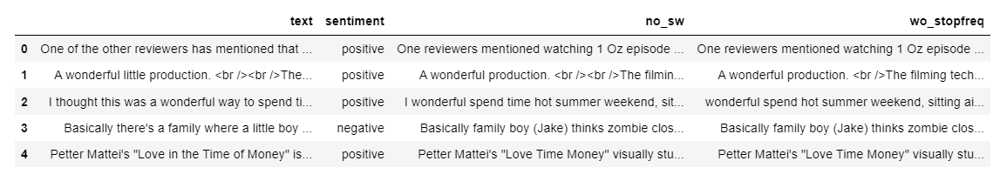 text sentiment no_sw wo_stopfreq
0 One of the other reviewers has mentioned that ... positive One reviewers mentioned watching 1 Oz episode ... One reviewers mentioned watching 1 Oz episode ...
1 A wonderful little production. <br /><br />The... positive A wonderful production. <br /><br />The filmin... A wonderful production. <br />The filming tech...
2 I thought this was a wonderful way to spend ti... positive I wonderful spend time hot summer weekend, sit... wonderful spend hot summer weekend, sitting ai...
3 Basically there's a family where a little boy ... negative Basically family boy (Jake) thinks zombie clos... Basically family boy (Jake) thinks zombie clos...
4 Petter Mattei's "Love in the Time of Money" is... positive Petter Mattei's "Love Time Money" visually stu... Petter Mattei's "Love Time Money" visually stu...